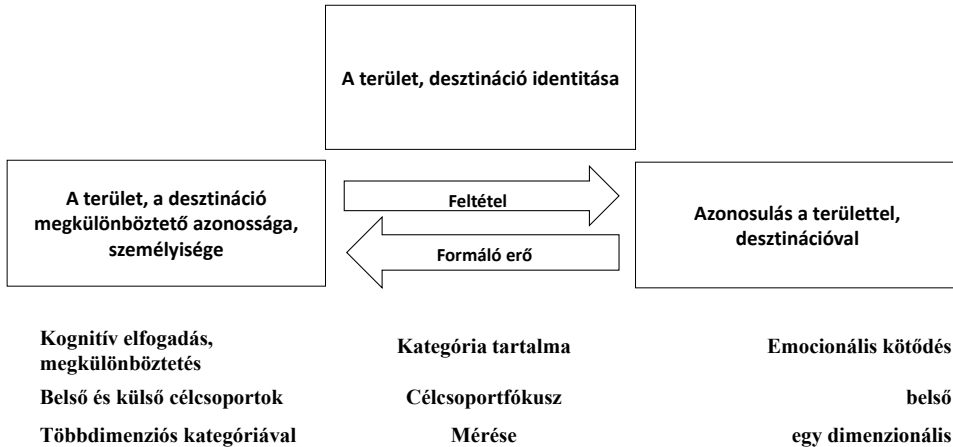 A terület, desztináció identitása
A terület, a desztináció
megkülönböztető azonossága,
személyisége
Feltétel
Formáló erő
Azonosulás a területtel,
desztinációval
Kognitív elfogadás,
megkülönböztetés
Kategória tartalma
Emocionális kötődés
Belső és külső célcsoportok
Célcsoportfókusz
belső
Többdimenziós kategóriával
Mérése
egy dimenzionális